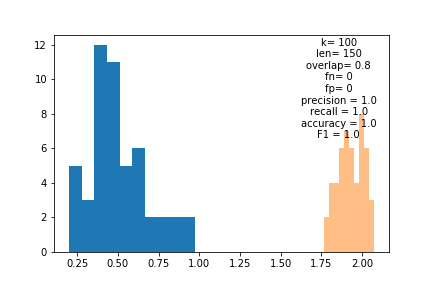 k= 100
len= 150
overlap= 0.8
fn= 0
fp= 0
precision = 1.0
recall = 1.0
accuracy = 1.0
F1 = 1.0
12
10
8
6
4
2
0
0.25 0.50 0.75 1.00 1.25 1.50 1.75 2.00